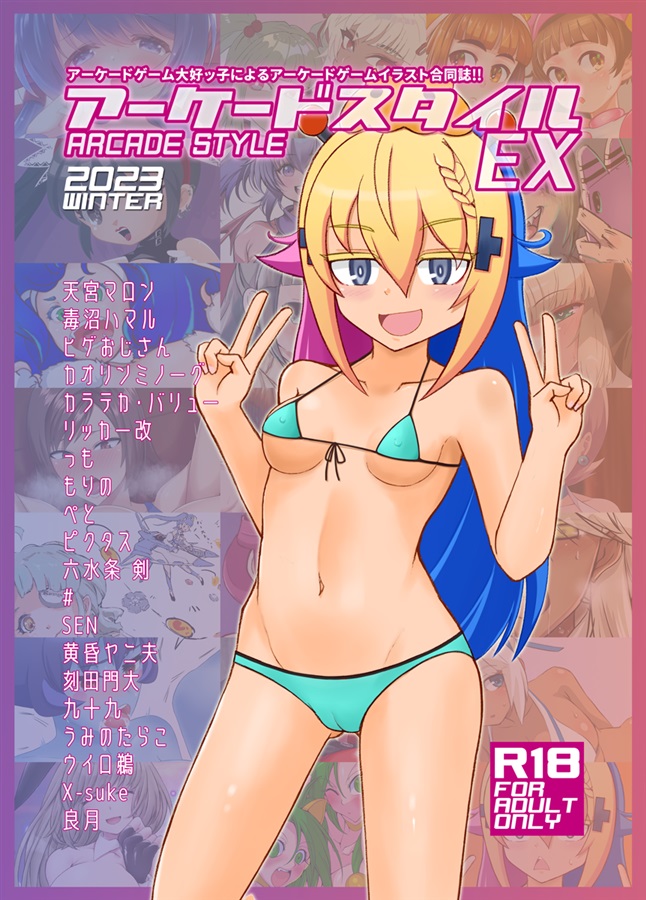 アーケードゲーム大好ッ子によるアーケードゲームイラスト合同誌!!
アーケードスタイル
ARCADE STYLE
EX
2023
WINTER
天宮マロン
毒沼ハマル
ヒゲおじさん
カオリンミノーグ
カラテカ・バリュー
リッカー改
つも
もりの
ぺと
ピクタス
六水条 剣
#
SEN
黄昏ヤニ夫
刻田門大
九十九
うみのたらこ
ウイロ鵺
X-suke
良月
R18
FOR
ADULT
ONLY